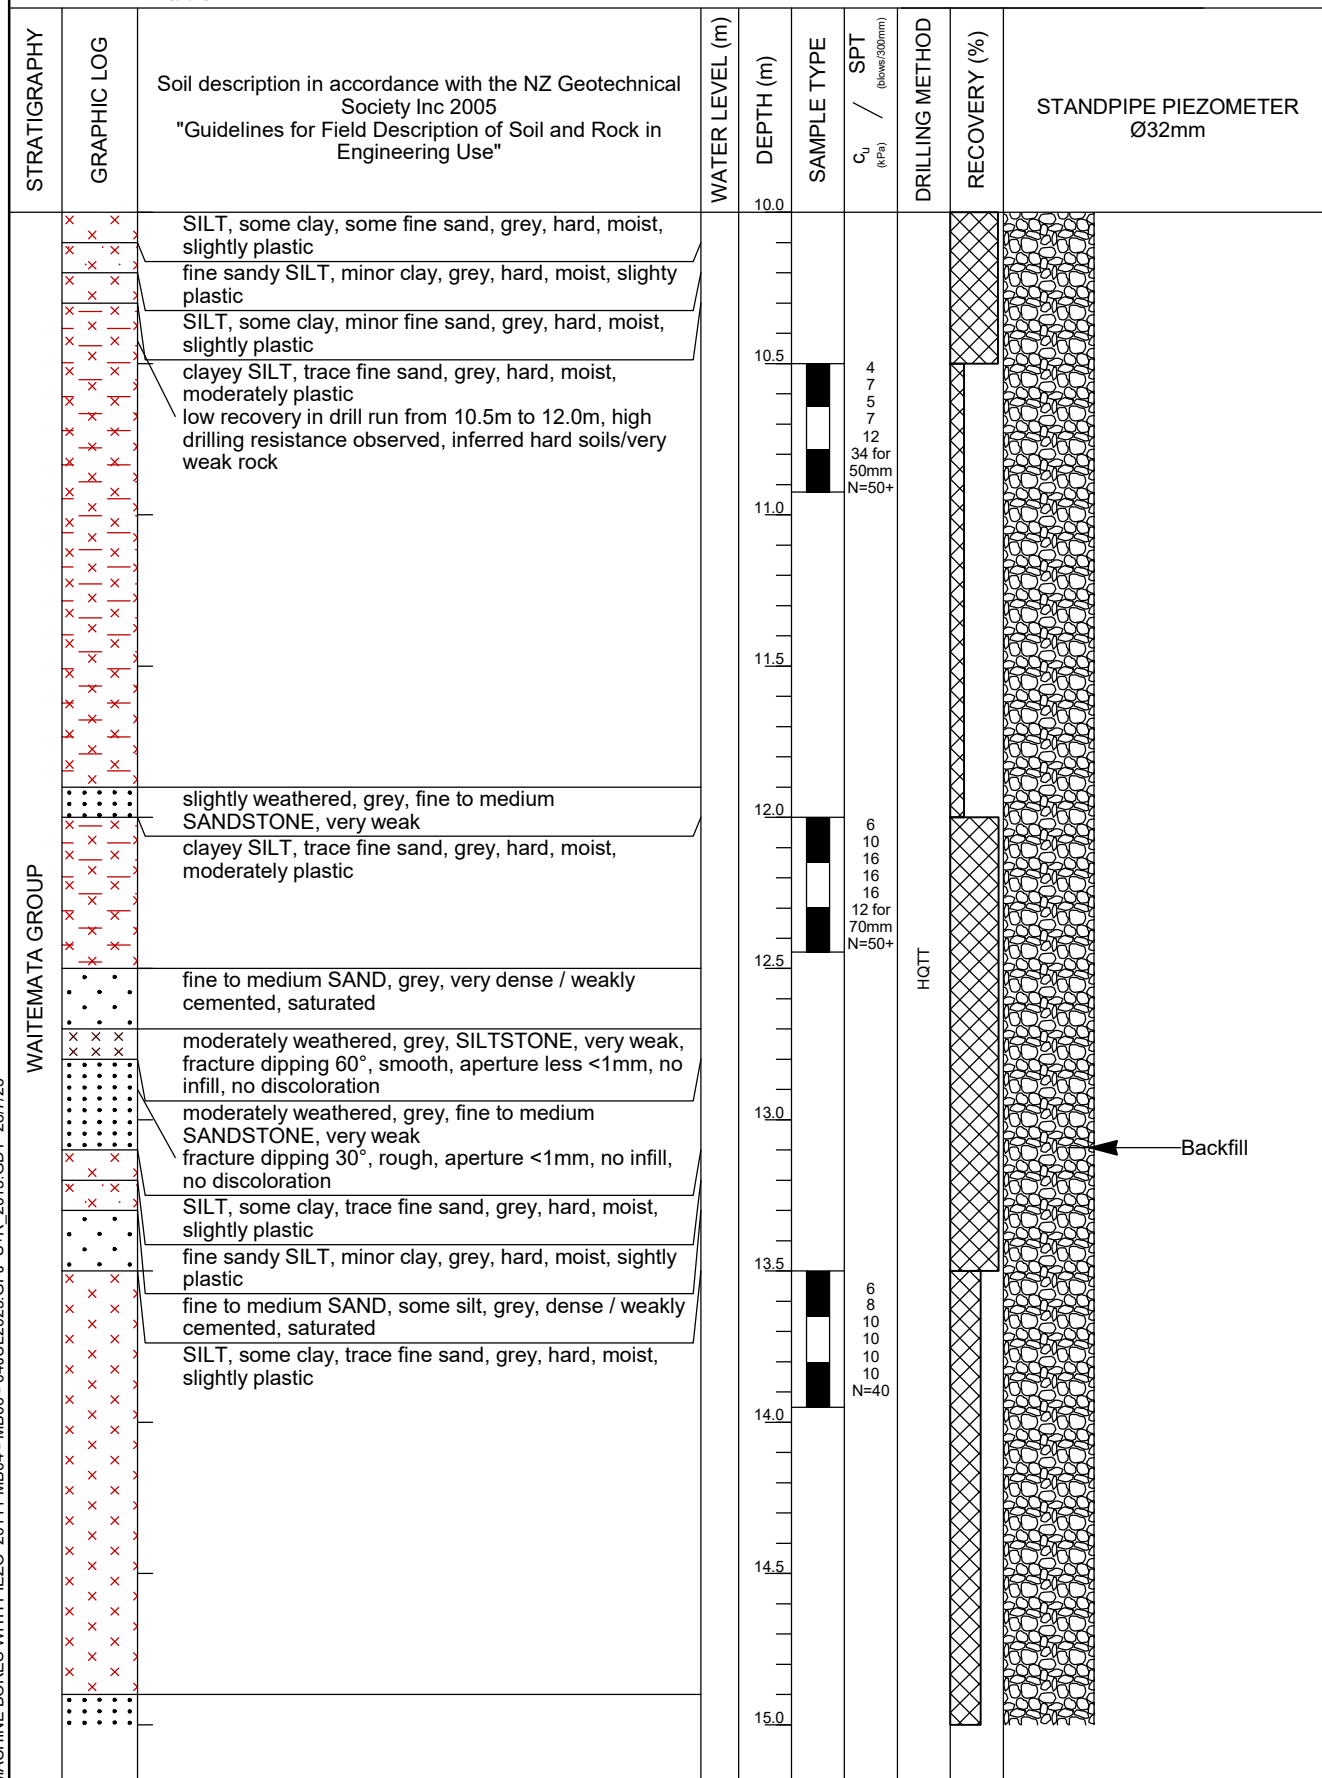 STRATIGRAPHY
GRAPHIC LOG
Soil description in accordance with the NZ Geotechnical
Society Inc 2005
"Guidelines for Field Description of Soil and Rock in
Engineering Use"
WATER LEVEL (m)
DEPTH (m)
SAMPLE TYPE
cu (kPa) / SPT (blows/300mm)
DRILLING METHOD
RECOVERY (%)
STANDPIPE PIEZOMETER
Ø32mm
WAITEMATA GROUP
SILT, some clay, some fine sand, grey, hard, moist,
slightly plastic
fine sandy SILT, minor clay, grey, hard, moist, slighty
plastic
SILT, some clay, minor fine sand, grey, hard, moist,
slightly plastic
clayey SILT, trace fine sand, grey, hard, moist,
moderately plastic
low recovery in drill run from 10.5m to 12.0m, high
drilling resistance observed, inferred hard soils/very
weak rock
slightly weathered, grey, fine to medium
SANDSTONE, very weak
clayey SILT, trace fine sand, grey, hard, moist,
moderately plastic
fine to medium SAND, grey, very dense / weakly
cemented, saturated
moderately weathered, grey, SILTSTONE, very weak,
fracture dipping 60°, smooth, aperture less <1mm, no
infill, no discoloration
moderately weathered, grey, fine to medium
SANDSTONE, very weak
fracture dipping 30°, rough, aperture <1mm, no infill,
no discoloration
SILT, some clay, trace fine sand, grey, hard, moist,
slightly plastic
fine sandy SILT, minor clay, grey, hard, moist, sightly
plastic
fine to medium SAND, some silt, grey, dense / weakly
cemented, saturated
SILT, some clay, trace fine sand, grey, hard, moist,
slightly plastic
10.0
10.5
11.0
11.5
12.0
12.5
13.0
13.5
14.0
14.5
15.0
4
7
5
7
12
34 for
50mm
N=50+
6
10
16
16
16
12 for
70mm
N=50+
6
8
10
10
10
10
N=40
HQTT
Backfill